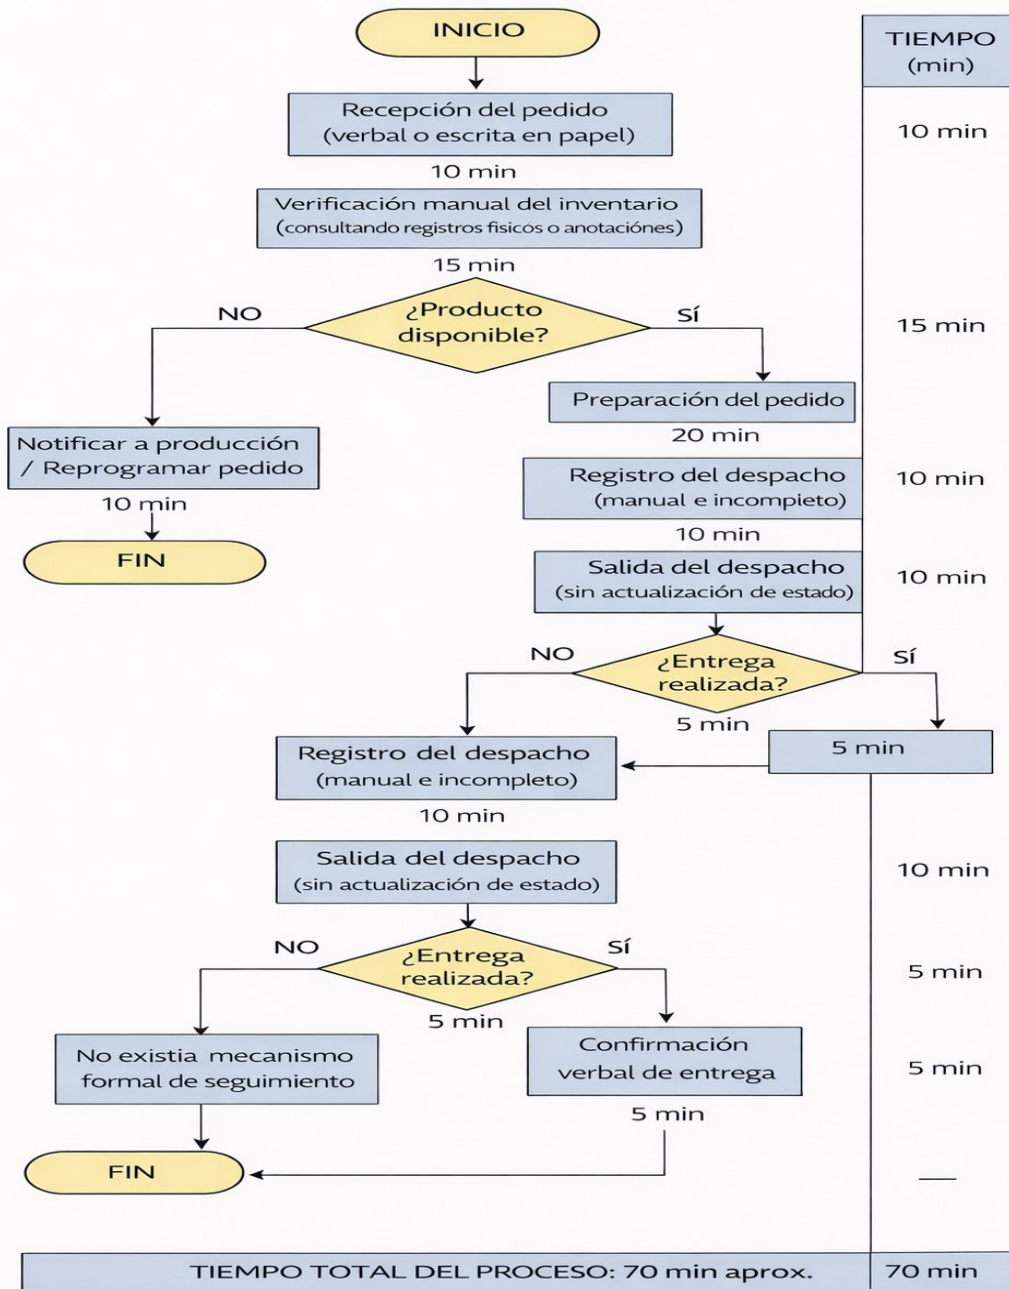 INICIO
TIEMPO
(min)
Recepción del pedido
(verbal o escrita en papel)
10 min
10 min
Verificación manual del inventario
(consultando registros fisicos o anotaciónes)
15 min
NO
¿Producto
disponible?
SÍ
15 min
Preparación del pedido
20 min
Notificar a producción
/ Reprogramar pedido
10 min
FIN
Registro del despacho
(manual e incompleto)
10 min
10 min
Salida del despacho
(sin actualización de estado)
10 min
NO
¿Entrega
realizada?
SÍ
5 min
5 min
Registro del despacho
(manual e incompleto)
10 min
Salida del despacho
(sin actualización de estado)
10 min
NO
¿Entrega
realizada?
SÍ
5 min
5 min
No existia mecanismo
formal de seguimiento
Confirmación
verbal de entrega
5 min
5 min
FIN
—
TIEMPO TOTAL DEL PROCESO: 70 min aprox.
70 min